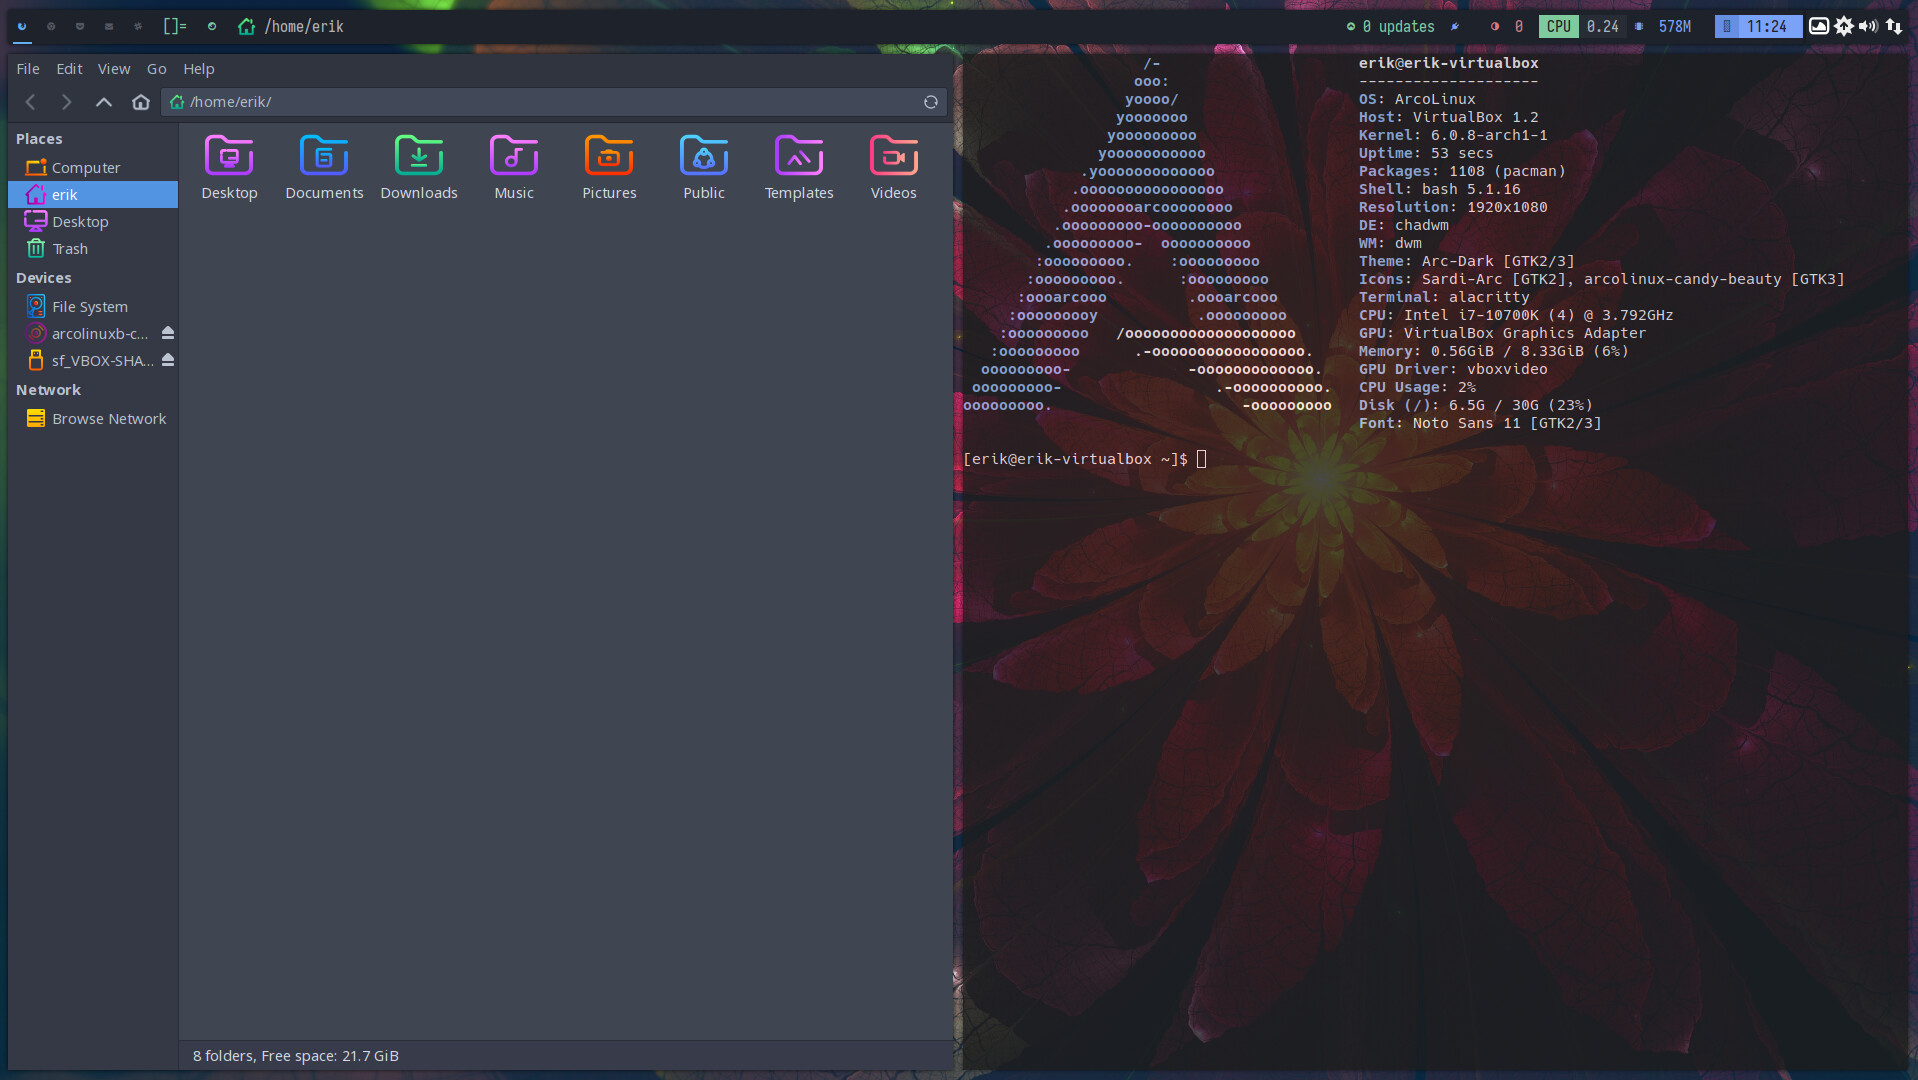 []= /home/erik 0 updates 0 CPU 0.24 578M 11:24
File Edit View Go Help
/home/erik/
Places
Computer
erik
Desktop
Trash
Devices
File System
arcolinuxb-c...
sf_VBOX-SHA...
Network
Browse Network
Desktop Documents Downloads Music Pictures Public Templates Videos
8 folders, Free space: 21.7 GiB
/-
ooo:
yoooo/
yooooooo
yooooooooo
yooooooooooo
.yooooooooooooo
.oooooooooooooooo
.oooooooarcoooooooo
.ooooooooo-oooooooooo
.ooooooooo-  oooooooooo
:ooooooooo.    :ooooooooo
:ooooooooo.      :ooooooooo
:oooarcooo         .oooarcooo
:ooooooooy           .ooooooooo
:ooooooooo   /ooooooooooooooooooo
:ooooooooo      .-ooooooooooooooooo.
ooooooooo-             -ooooooooooooo.
ooooooooo-                 .-oooooooooo.
ooooooooo.                     -ooooooooo
erik@erik-virtualbox
--------------------
OS: ArcoLinux
Host: VirtualBox 1.2
Kernel: 6.0.8-arch1-1
Uptime: 53 secs
Packages: 1108 (pacman)
Shell: bash 5.1.16
Resolution: 1920x1080
DE: chadwm
WM: dwm
Theme: Arc-Dark [GTK2/3]
Icons: Sardi-Arc [GTK2], arcolinux-candy-beauty [GTK3]
Terminal: alacritty
CPU: Intel i7-10700K (4) @ 3.792GHz
GPU: VirtualBox Graphics Adapter
Memory: 0.56GiB / 8.33GiB (6%)
GPU Driver: vboxvideo
CPU Usage: 2%
Disk (/): 6.5G / 30G (23%)
Font: Noto Sans 11 [GTK2/3]
[erik@erik-virtualbox ~]$